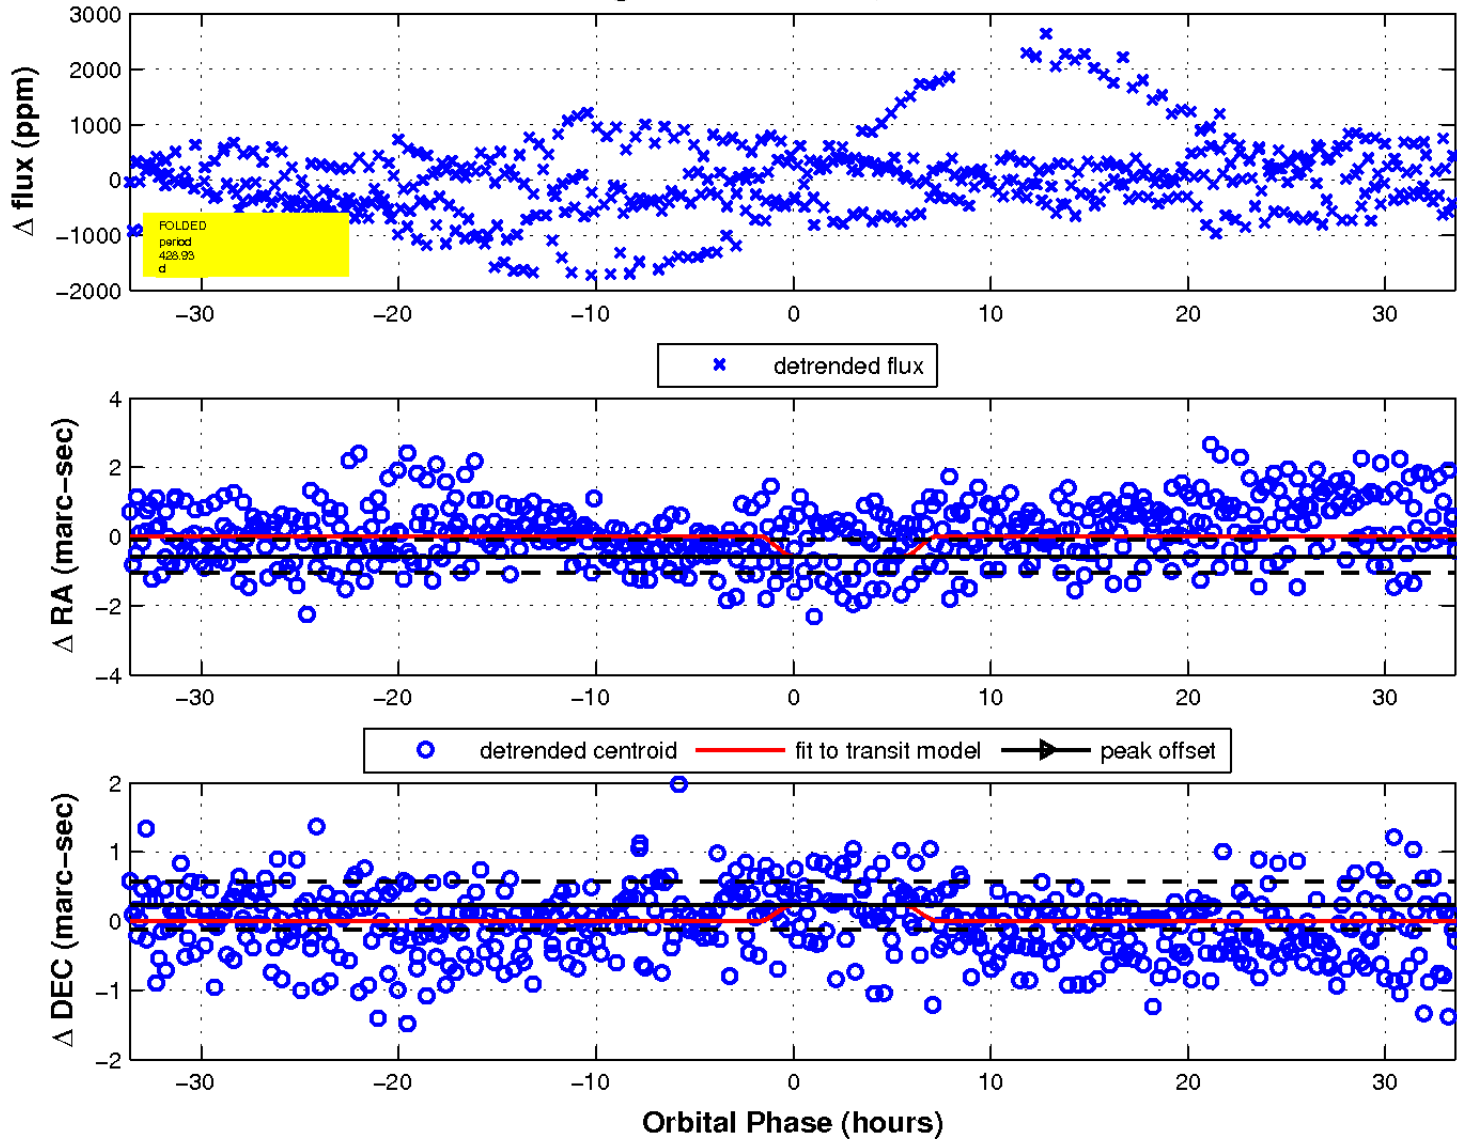 3000
2000
1000
0
−1000
−2000
Δ flux (ppm)
FOLDED
period
428.93
d
−30 −20 −10 0 10 20 30
detrended flux
4
2
0
−2
−4
Δ RA (marc−sec)
−30 −20 −10 0 10 20 30
detrended centroid fit to transit model peak offset
2
1
0
−1
−2
Δ DEC (marc−sec)
−30 −20 −10 0 10 20 30
Orbital Phase (hours)